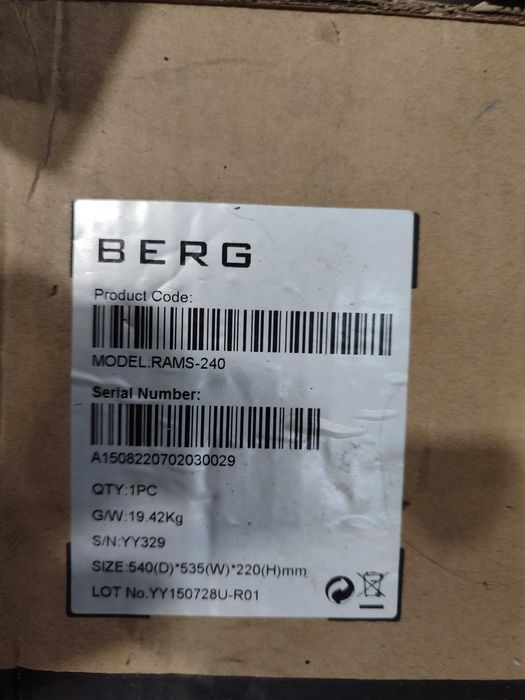 BERG
Product Code:
MODEL:RAMS-240
Serial Number:
A1508220702030029
QTY:1PC
G/W:19.42Kg
S/N:YY329
SIZE:540(D)*535(W)*220(H)mm
LOT No.YY150728U-R01